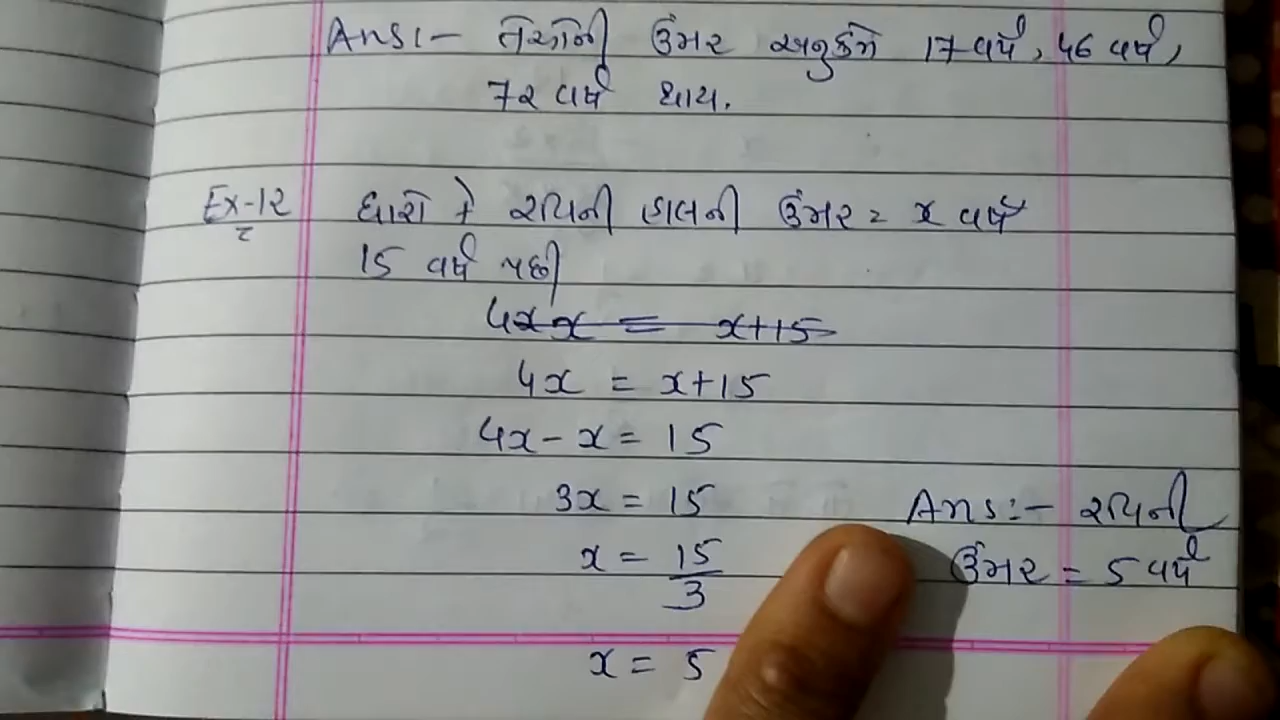 Ans:- તેઓની ઉંમર અનુક્રમે 17 વર્ષ, 46 વર્ષ,
72 વર્ષ થાય.
Ex-12 ધારો કે રવિની હાલની ઉંમર = x વર્ષ
15 વર્ષ પછી
4x x = x+15
4x = x+15
4x - x = 15
3x = 15
x = 15/3
x = 5
Ans:- રવિની
ઉંમર = 5 વર્ષ